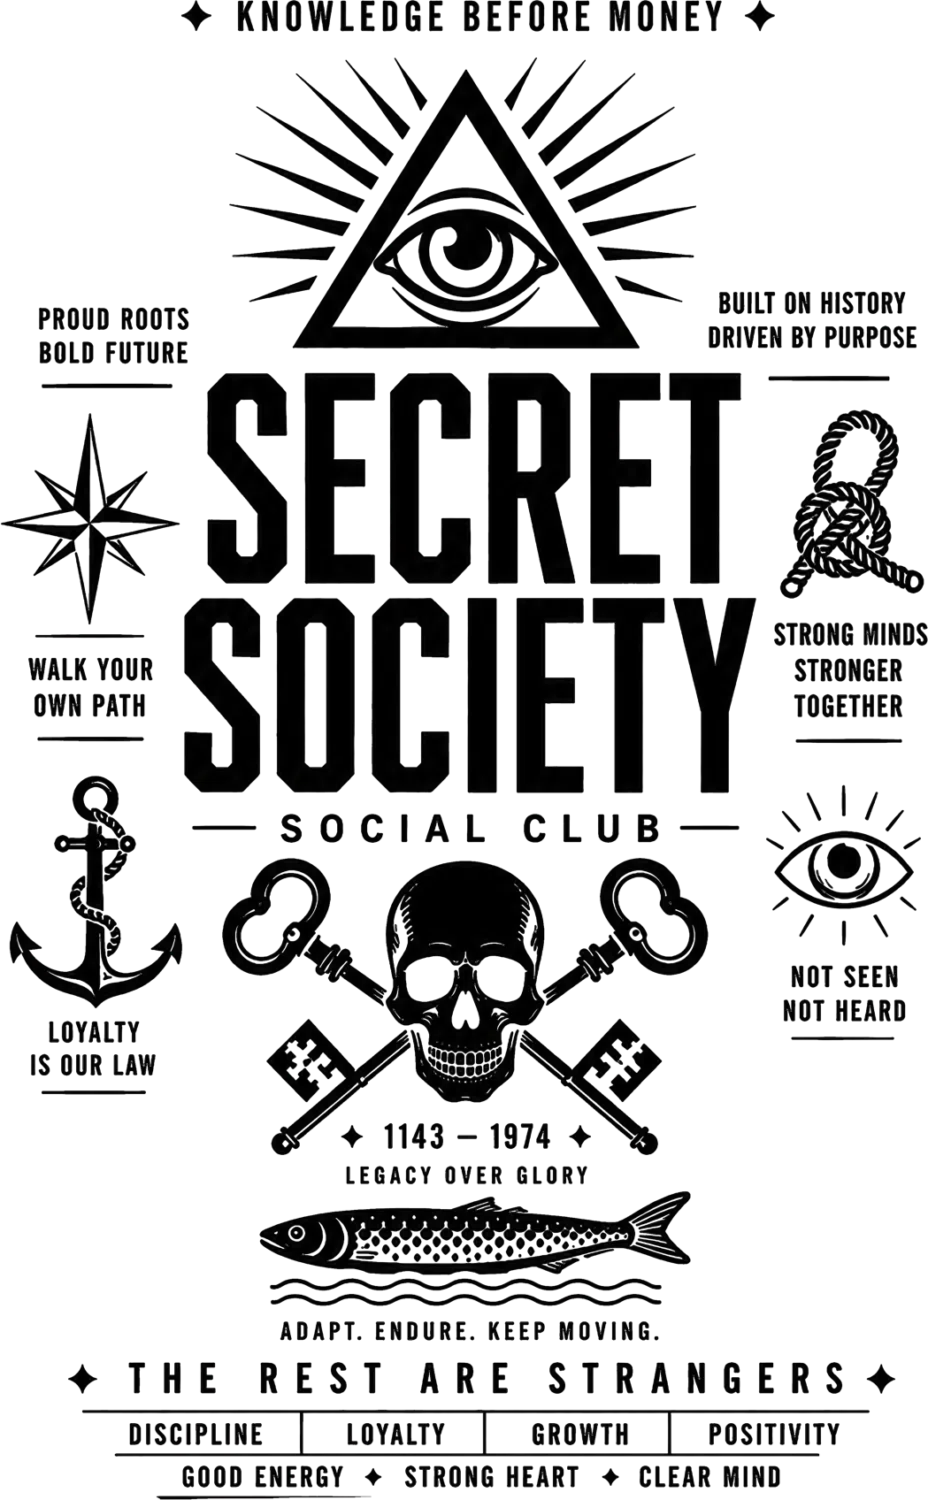 KNOWLEDGE BEFORE MONEY
PROUD ROOTS
BOLD FUTURE
BUILT ON HISTORY
DRIVEN BY PURPOSE
SECRET
SOCIETY
SOCIAL CLUB
WALK YOUR
OWN PATH
STRONG MINDS
STRONGER
TOGETHER
LOYALTY
IS OUR LAW
NOT SEEN
NOT HEARD
1143 – 1974
LEGACY OVER GLORY
ADAPT. ENDURE. KEEP MOVING.
THE REST ARE STRANGERS
DISCIPLINE LOYALTY GROWTH POSITIVITY
GOOD ENERGY STRONG HEART CLEAR MIND